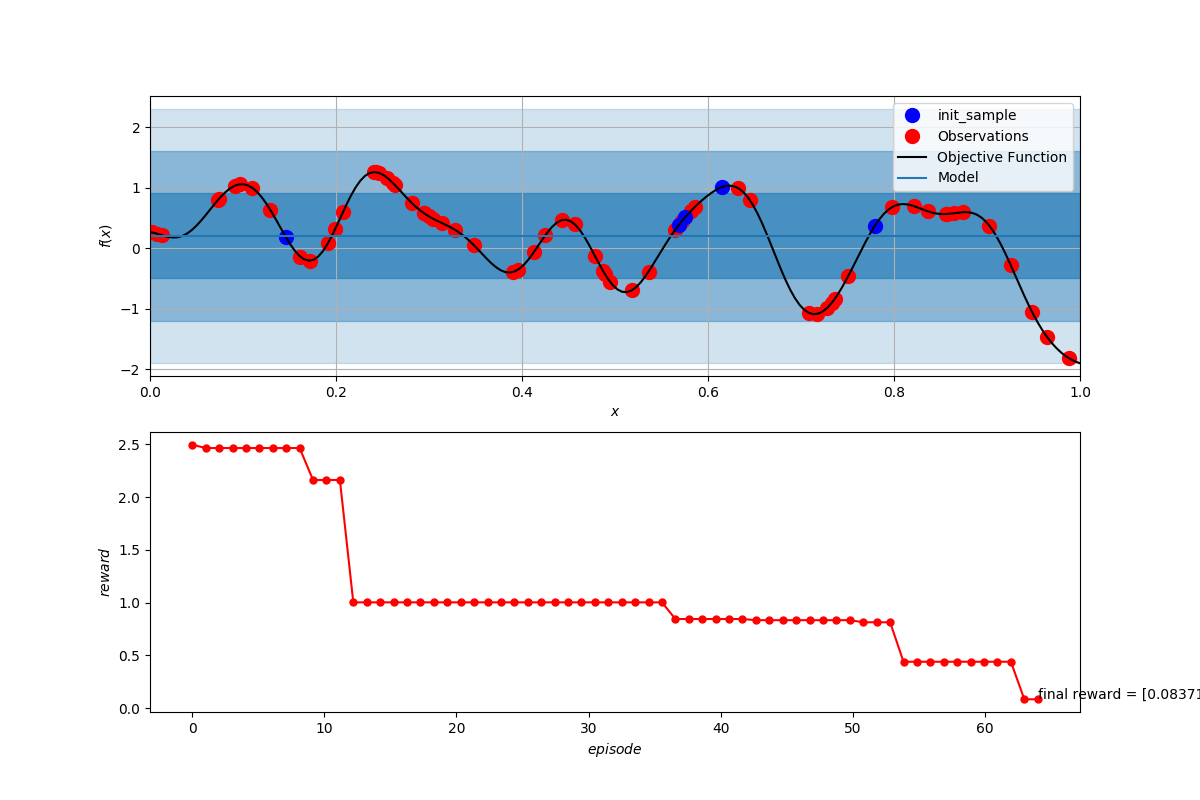 2
1
0
−1
−2
f(x)
init_sample
Observations
Objective Function
Model
0.0
0.2
0.4
0.6
0.8
1.0
x
2.5
2.0
1.5
1.0
0.5
0.0
reward
final reward = [0.08371
0
10
20
30
40
50
60
episode